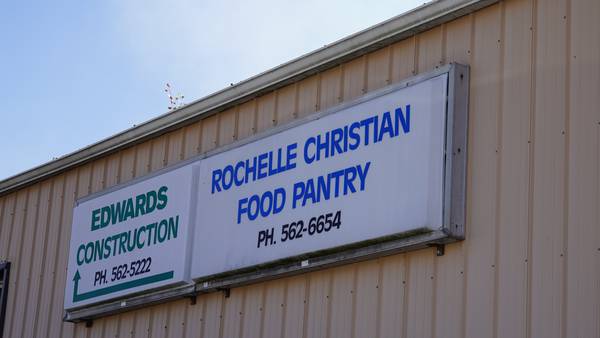 EDWARDS
CONSTRUCTION
PH. 562-5222
ROCHELLE CHRISTIAN
FOOD PANTRY
PH. 562-6654